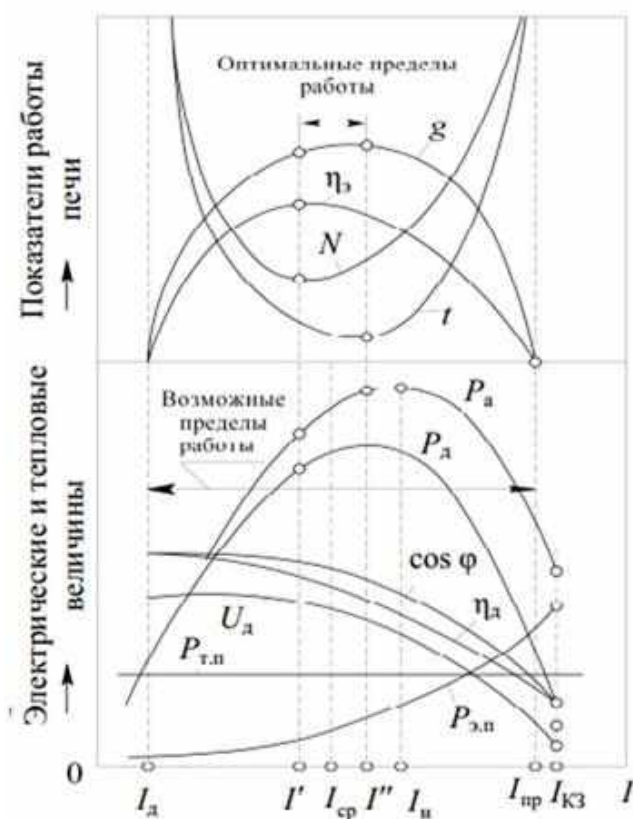 Показатели работы
печи
Оптимальные пределы
работы
g
ηэ
N
t
Электрические и тепловые
величины
Возможные
пределы
работы
Pа
Pд
cos φ
ηд
Uд
Pт.п
Pэ.п
0
Iд I′ Iср I″ Iн Iпр IКЗ I